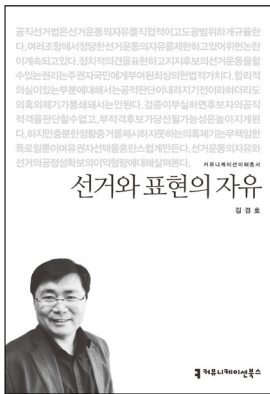 공직선거법은선거운동의자유를직접적이고도광범위하게규율한
다.여러조항에서정당한선거운동의자유를제한하고있어위헌논란
이계속되고있다.정치적의견을표현하고지지후보의선거운동을할
수있는권리는주권자국민에게부여된최상의헌법적가치다.합리적
의심이있는부분에대해서는공적판단이내려지기전이라하더라도
의혹의제기가봉쇄돼서는안된다.검증이부실하면후보자의공직
적격을판단할수없고,부적격후보가당선될가능성은높아지게된
다.하지만충분한정황증거를제시하지못하는의혹제기는무책임한
폭로일뿐이며유권자선택을혼란스럽게만든다.선거운동의자유와
선거의공정성확보의이익형량에대해살펴본다.
커뮤니케이션이해총서
선거와 표현의 자유
김경호
커뮤니케이션북스